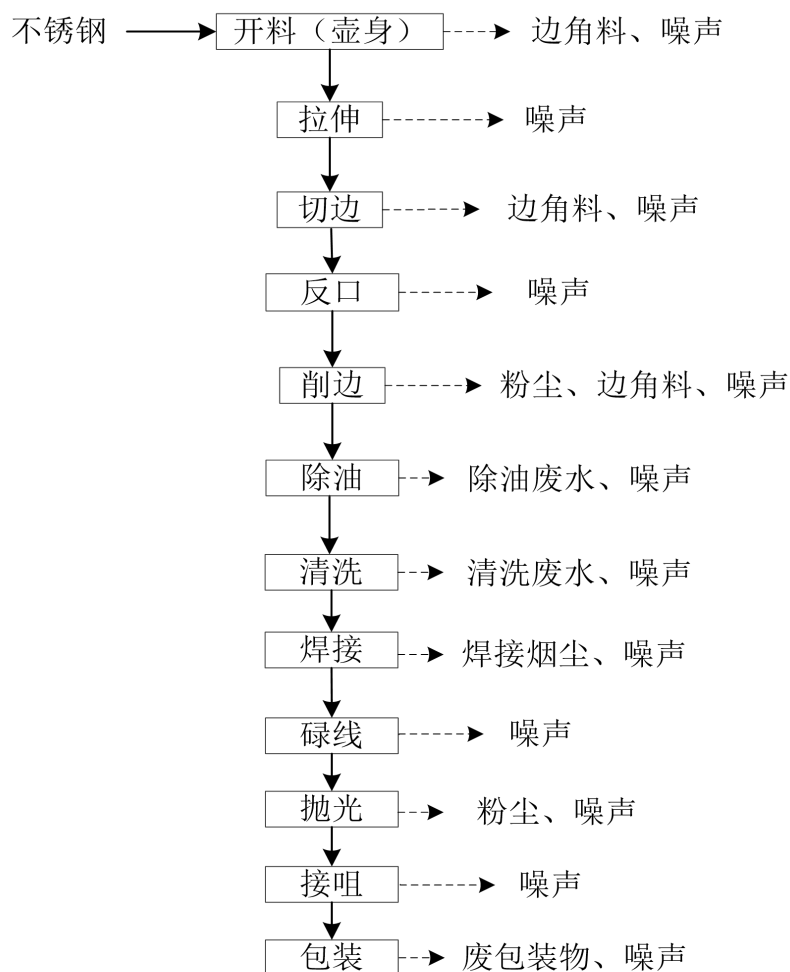 不锈钢 开料（壶身） 边角料、噪声
拉伸 噪声
切边 边角料、噪声
反口 噪声
削边 粉尘、边角料、噪声
除油 除油废水、噪声
清洗 清洗废水、噪声
焊接 焊接烟尘、噪声
碌线 噪声
抛光 粉尘、噪声
接咀 噪声
包装 废包装物、噪声